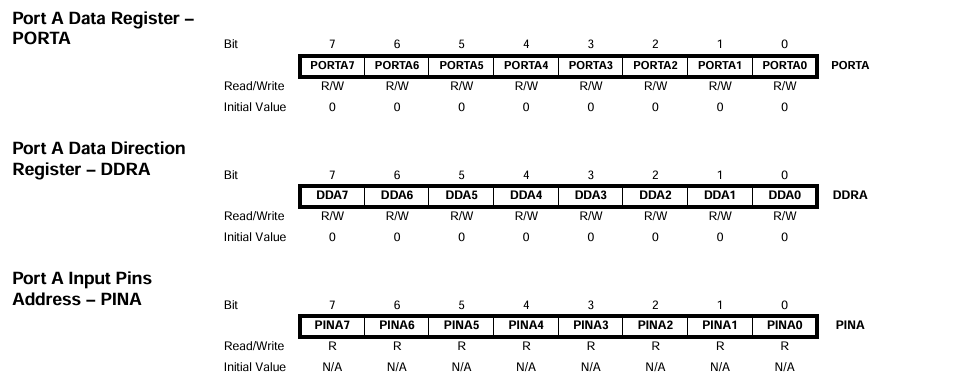 Port A Data Register –
PORTA
Bit 7 6 5 4 3 2 1 0
PORTA7 PORTA6 PORTA5 PORTA4 PORTA3 PORTA2 PORTA1 PORTA0 PORTA
Read/Write R/W R/W R/W R/W R/W R/W R/W R/W
Initial Value 0 0 0 0 0 0 0 0
Port A Data Direction
Register – DDRA
Bit 7 6 5 4 3 2 1 0
DDA7 DDA6 DDA5 DDA4 DDA3 DDA2 DDA1 DDA0 DDRA
Read/Write R/W R/W R/W R/W R/W R/W R/W R/W
Initial Value 0 0 0 0 0 0 0 0
Port A Input Pins
Address – PINA
Bit 7 6 5 4 3 2 1 0
PINA7 PINA6 PINA5 PINA4 PINA3 PINA2 PINA1 PINA0 PINA
Read/Write R R R R R R R R
Initial Value N/A N/A N/A N/A N/A N/A N/A N/A